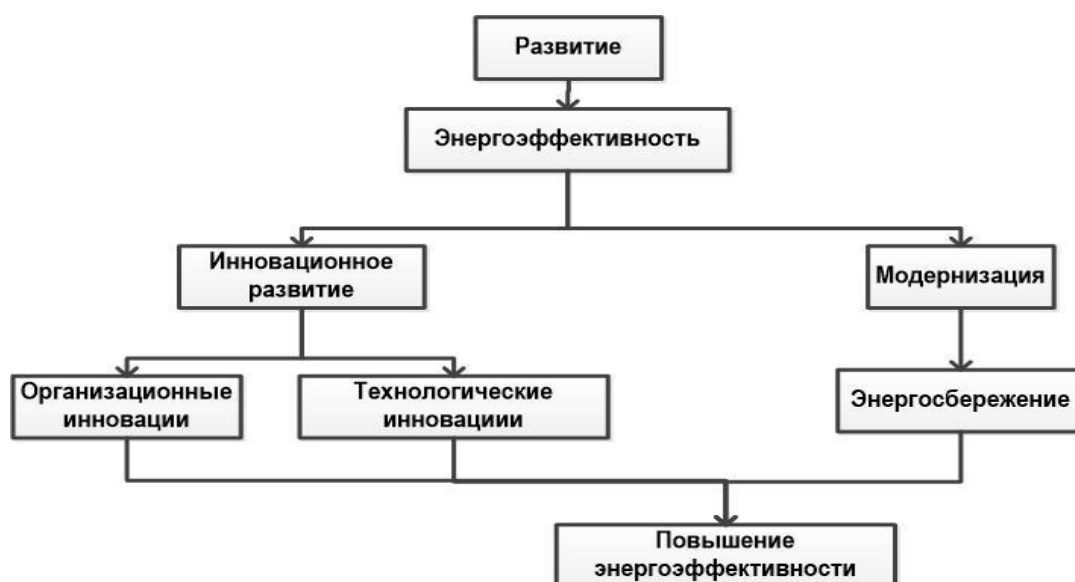 Развитие
Энергоэффективность
Инновационное
развитие
Модернизация
Организационные
инновации
Технологические
инновациии
Энергосбережение
Повышение
энергоэффективности